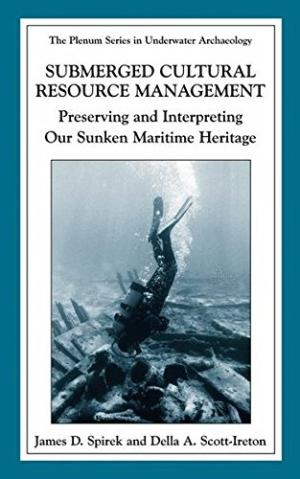 The Plenum Series in Underwater Archaeology
SUBMERGED CULTURAL
RESOURCE MANAGEMENT
Preserving and Interpreting
Our Sunken Maritime Heritage
James D. Spirek and Della A. Scott-Ireton